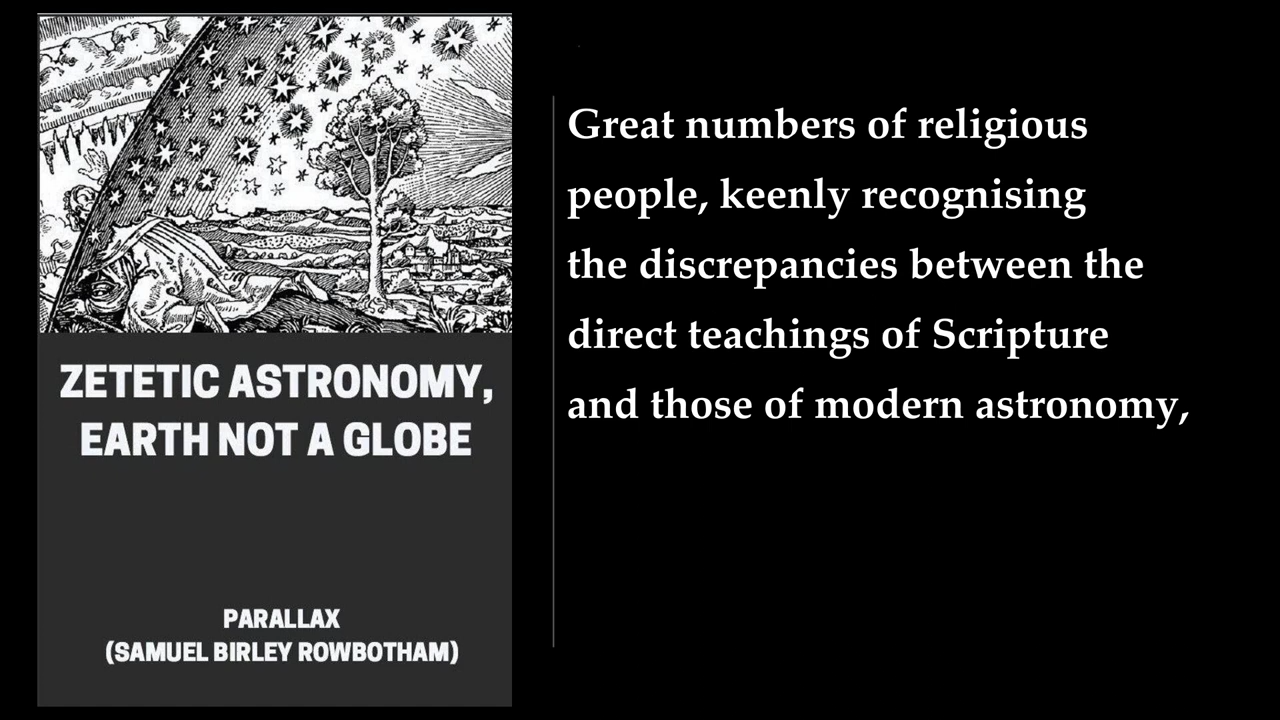 ZETETIC ASTRONOMY,
EARTH NOT A GLOBE
PARALLAX
(SAMUEL BIRLEY ROWBOTHAM)
Great numbers of religious
people, keenly recognising
the discrepancies between the
direct teachings of Scripture
and those of modern astronomy,